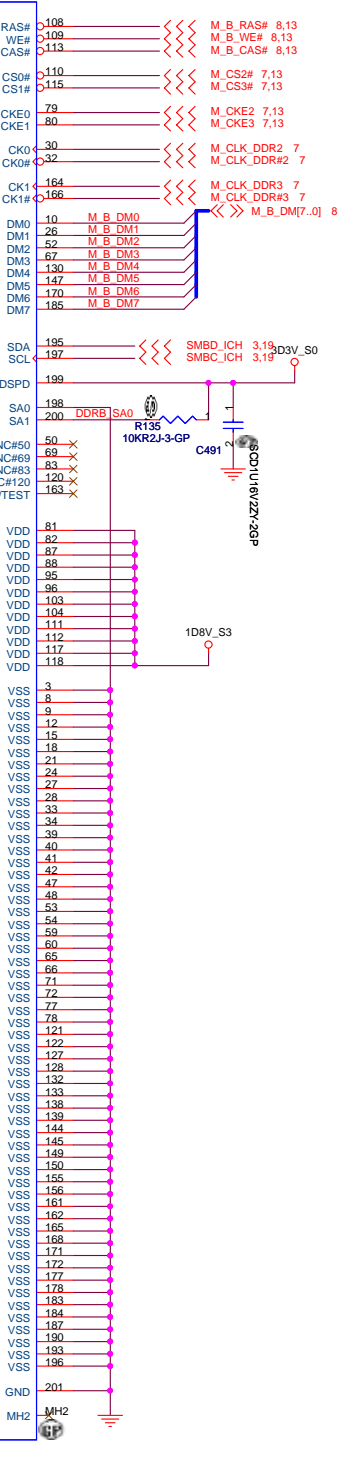 RAS# 108 M_B_RAS# 8,13
WE# 109 M_B_WE# 8,13
CAS# 113 M_B_CAS# 8,13
CS0# 110 M_CS2# 7,13
CS1# 115 M_CS3# 7,13
CKE0 79 M_CKE2 7,13
CKE1 80 M_CKE3 7,13
CK0 30 M_CLK_DDR2 7
CK0# 32 M_CLK_DDR#2 7
CK1 164 M_CLK_DDR3 7
CK1# 166 M_CLK_DDR#3 7
M_B_DM[7..0] 8
DM0 10 M_B_DM0
DM1 26 M_B_DM1
DM2 52 M_B_DM2
DM3 67 M_B_DM3
DM4 130 M_B_DM4
DM5 147 M_B_DM5
DM6 170 M_B_DM6
DM7 185 M_B_DM7
SDA 195 SMBD_ICH 3,19
SCL 197 SMBC_ICH 3,19
3D3V_S0
DSPD 199
SA0 198
SA1 200 DDRB_SA0
R135
10KR2J-3-GP
1
1
2
C491
SCD1U16V2ZY-2GP
NC#50 50
NC#69 69
NC#83 83
C#120 120
/TEST 163
VDD 81
VDD 82
VDD 87
VDD 88
VDD 95
VDD 96
VDD 103
VDD 104
VDD 111
VDD 112
VDD 117
VDD 118
1D8V_S3
VSS 3
VSS 8
VSS 9
VSS 12
VSS 15
VSS 18
VSS 21
VSS 24
VSS 27
VSS 28
VSS 33
VSS 34
VSS 39
VSS 40
VSS 41
VSS 42
VSS 47
VSS 48
VSS 53
VSS 54
VSS 59
VSS 60
VSS 65
VSS 66
VSS 71
VSS 72
VSS 77
VSS 78
VSS 121
VSS 122
VSS 127
VSS 128
VSS 132
VSS 133
VSS 138
VSS 139
VSS 144
VSS 145
VSS 149
VSS 150
VSS 155
VSS 156
VSS 161
VSS 162
VSS 165
VSS 168
VSS 171
VSS 172
VSS 177
VSS 178
VSS 183
VSS 184
VSS 187
VSS 190
VSS 193
VSS 196
GND 201
MH2 MH2
GP